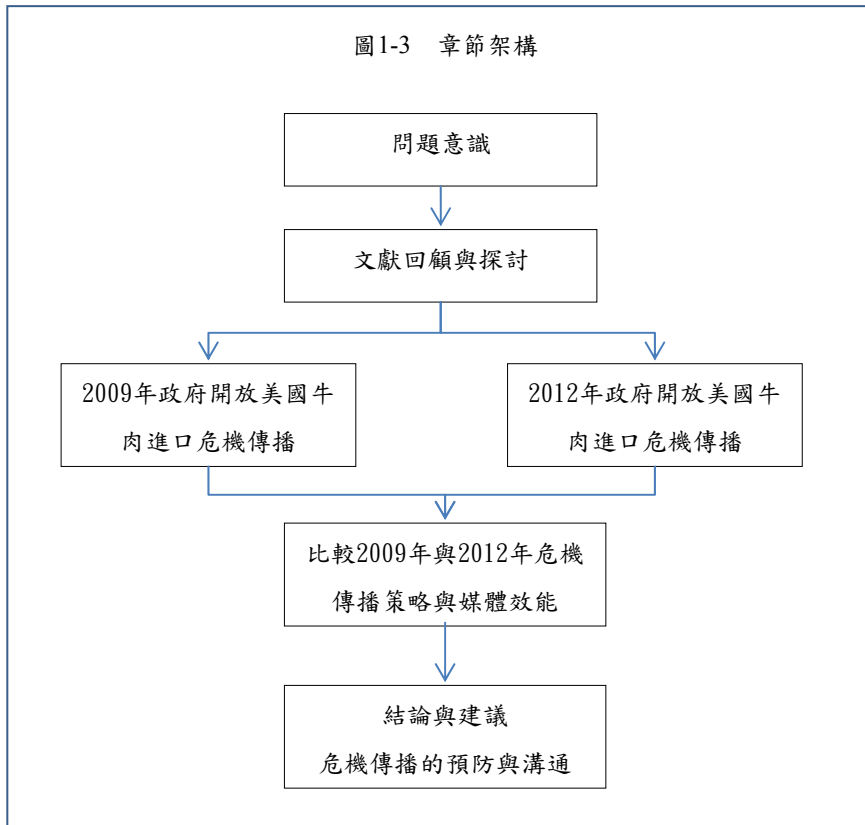 圖1-3　章節架構
問題意識
文獻回顧與探討
2009年政府開放美國牛
肉進口危機傳播
2012年政府開放美國牛
肉進口危機傳播
比較2009年與2012年危機
傳播策略與媒體效能
結論與建議
危機傳播的預防與溝通